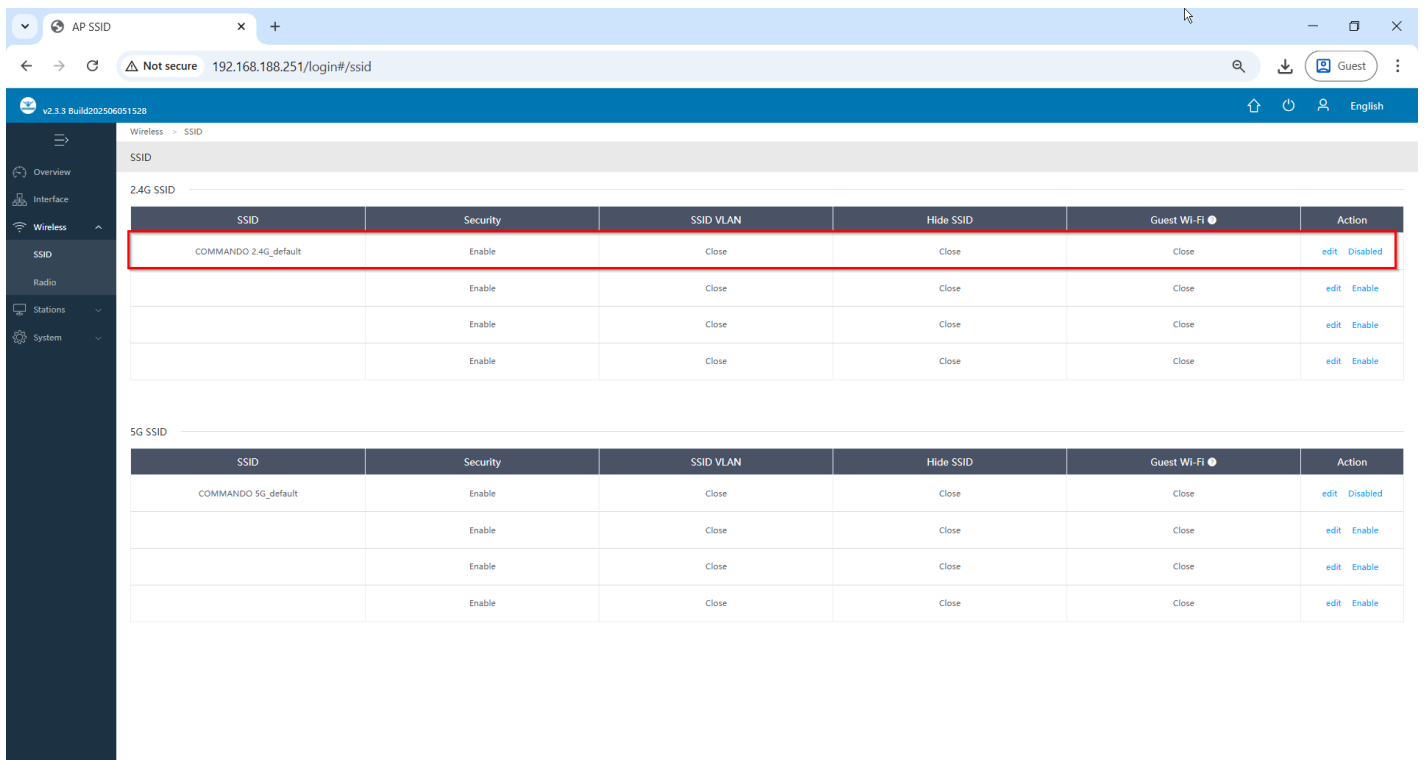 AP SSID
Not secure 192.168.188.251/login#/ssid Guest
v2.3.3 Build202506051528 English
Wireless > SSID
SSID
Overview
Interface
Wireless
SSID
Radio
Stations
System
2.4G SSID
SSID Security SSID VLAN Hide SSID Guest Wi-Fi ? Action
COMMANDO 2.4G_default Enable Close Close Close edit Disabled
Enable Close Close Close edit Enable
Enable Close Close Close edit Enable
Enable Close Close Close edit Enable
5G SSID
SSID Security SSID VLAN Hide SSID Guest Wi-Fi ? Action
COMMANDO 5G_default Enable Close Close Close edit Disabled
Enable Close Close Close edit Enable
Enable Close Close Close edit Enable
Enable Close Close Close edit Enable